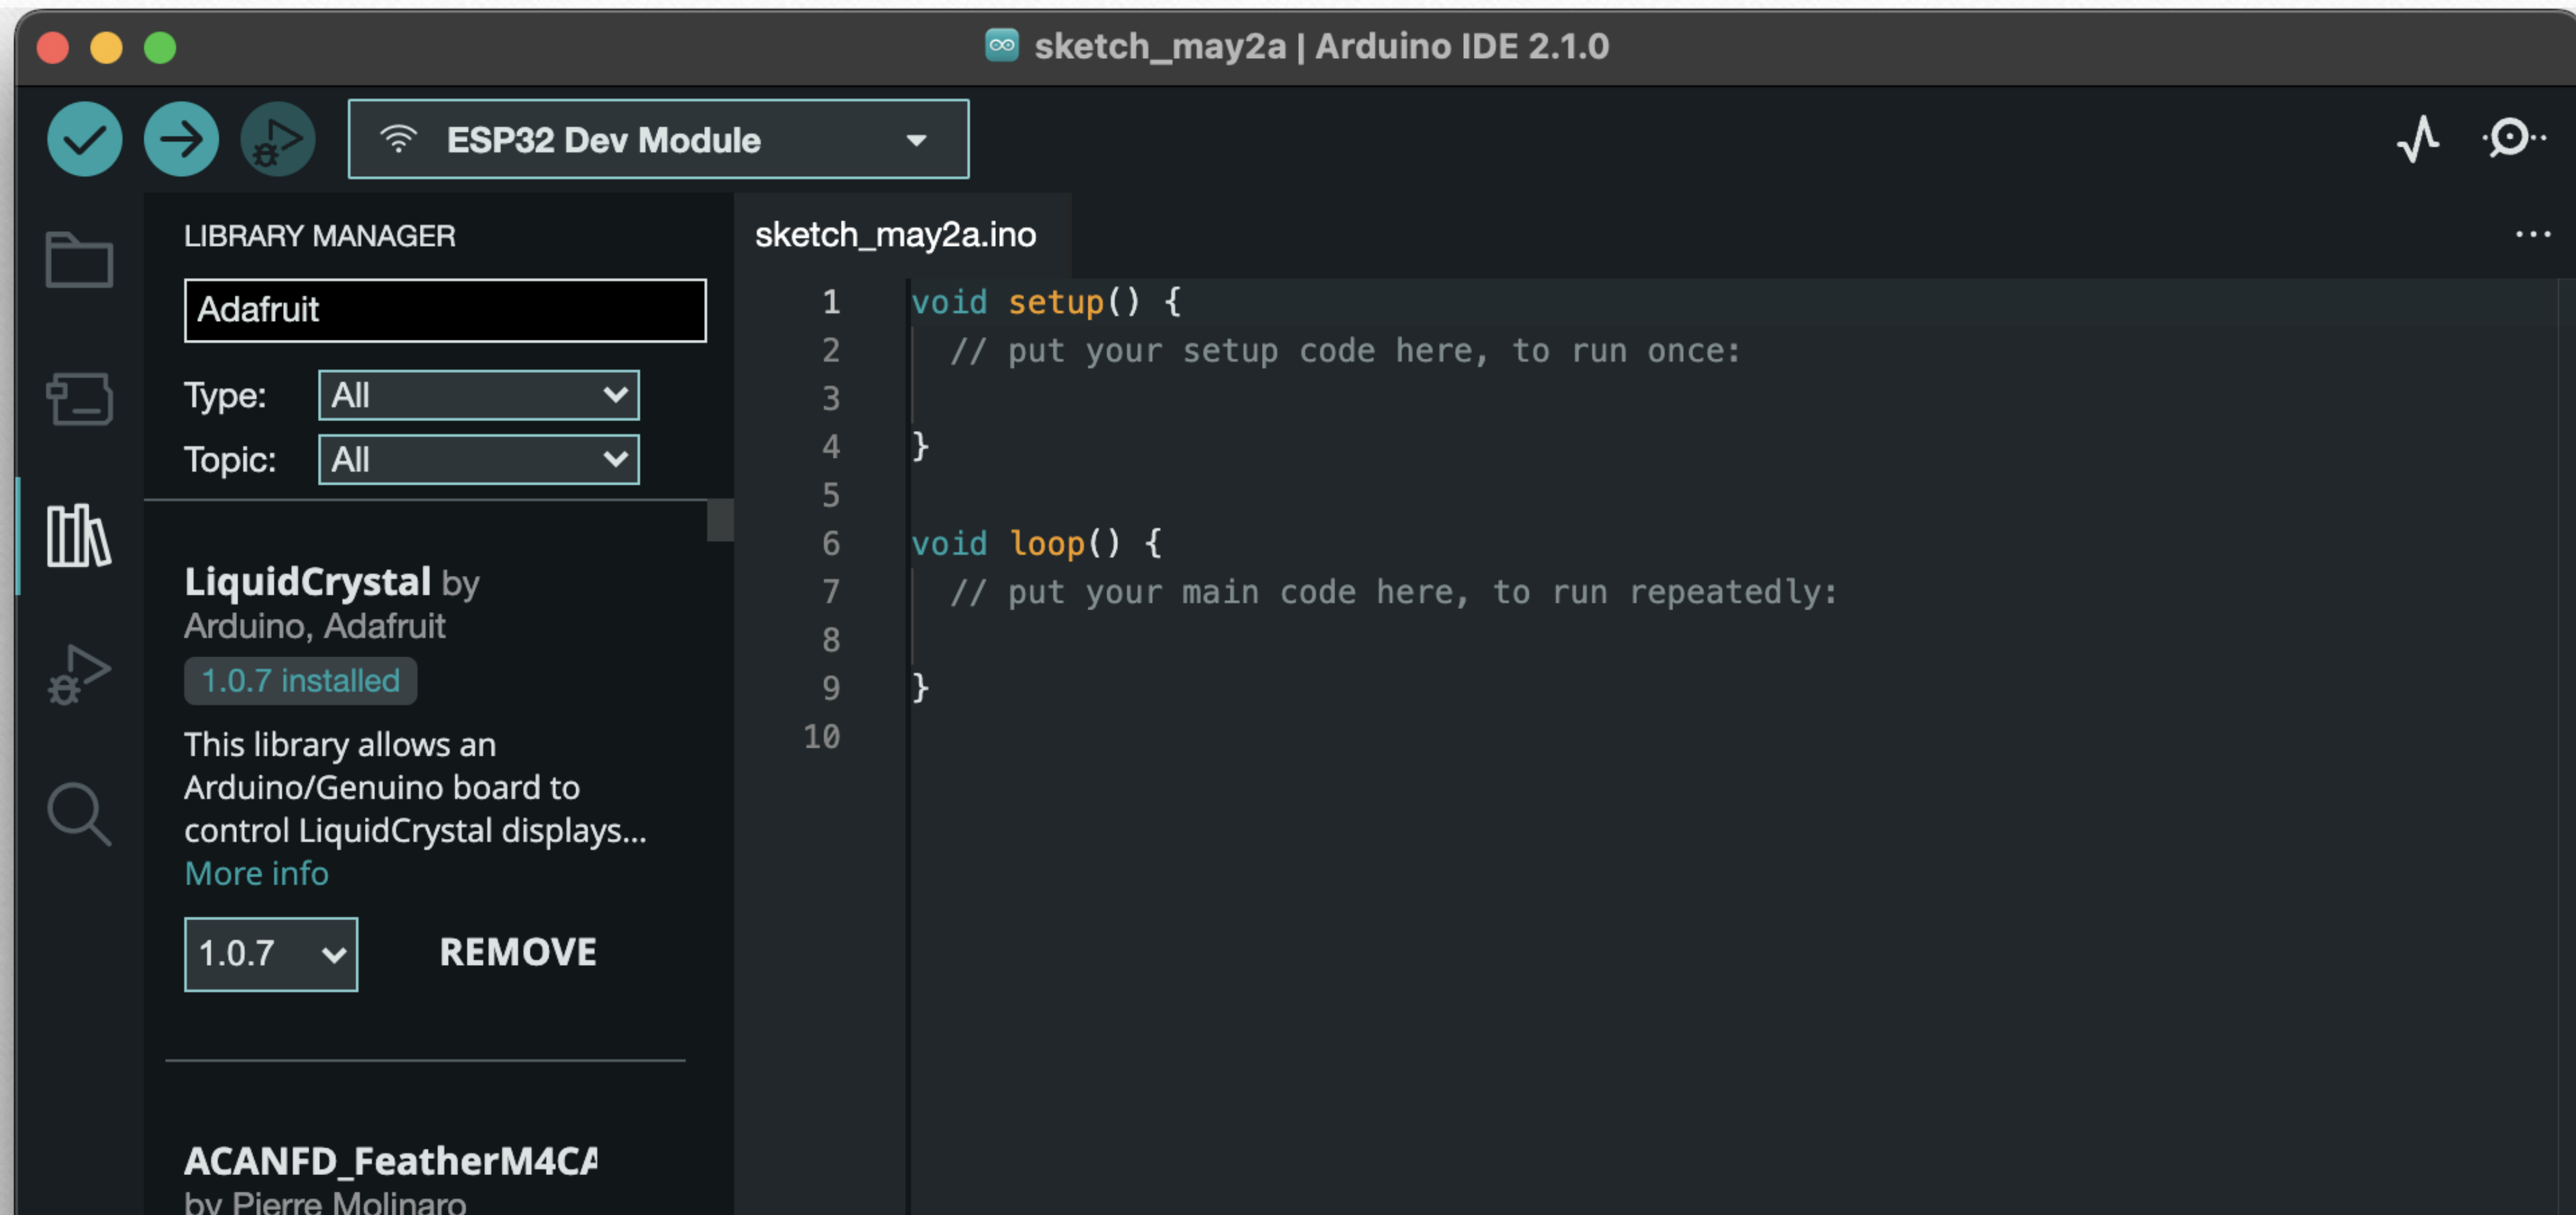 sketch_may2a | Arduino IDE 2.1.0
ESP32 Dev Module
LIBRARY MANAGER
Adafruit
Type: All
Topic: All
LiquidCrystal by
Arduino, Adafruit
1.0.7 installed
This library allows an
Arduino/Genuino board to
control LiquidCrystal displays...
More info
1.0.7 REMOVE
ACANFD_FeatherM4CA
by Pierre Molinaro
sketch_may2a.ino
1 void setup() {
2 // put your setup code here, to run once:
3
4 }
5
6 void loop() {
7 // put your main code here, to run repeatedly:
8
9 }
10